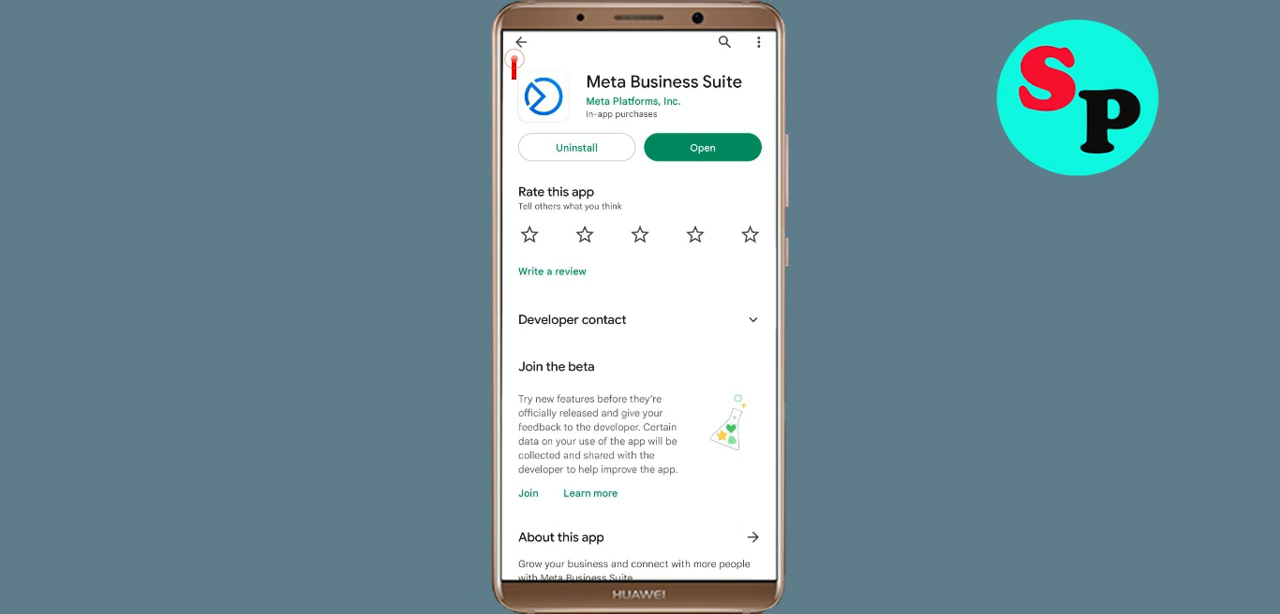 SP
Meta Business Suite
Meta Platforms, Inc.
In-app purchases
Uninstall
Open
Rate this app
Tell others what you think
Write a review
Developer contact
Join the beta
Try new features before they're
officially released and give your
feedback to the developer. Certain
data on your use of the app will be
collected and shared with the
developer to help improve the app.
Join
Learn more
About this app
Grow your business and connect with more people
with Meta Business Suite
HUAWEI